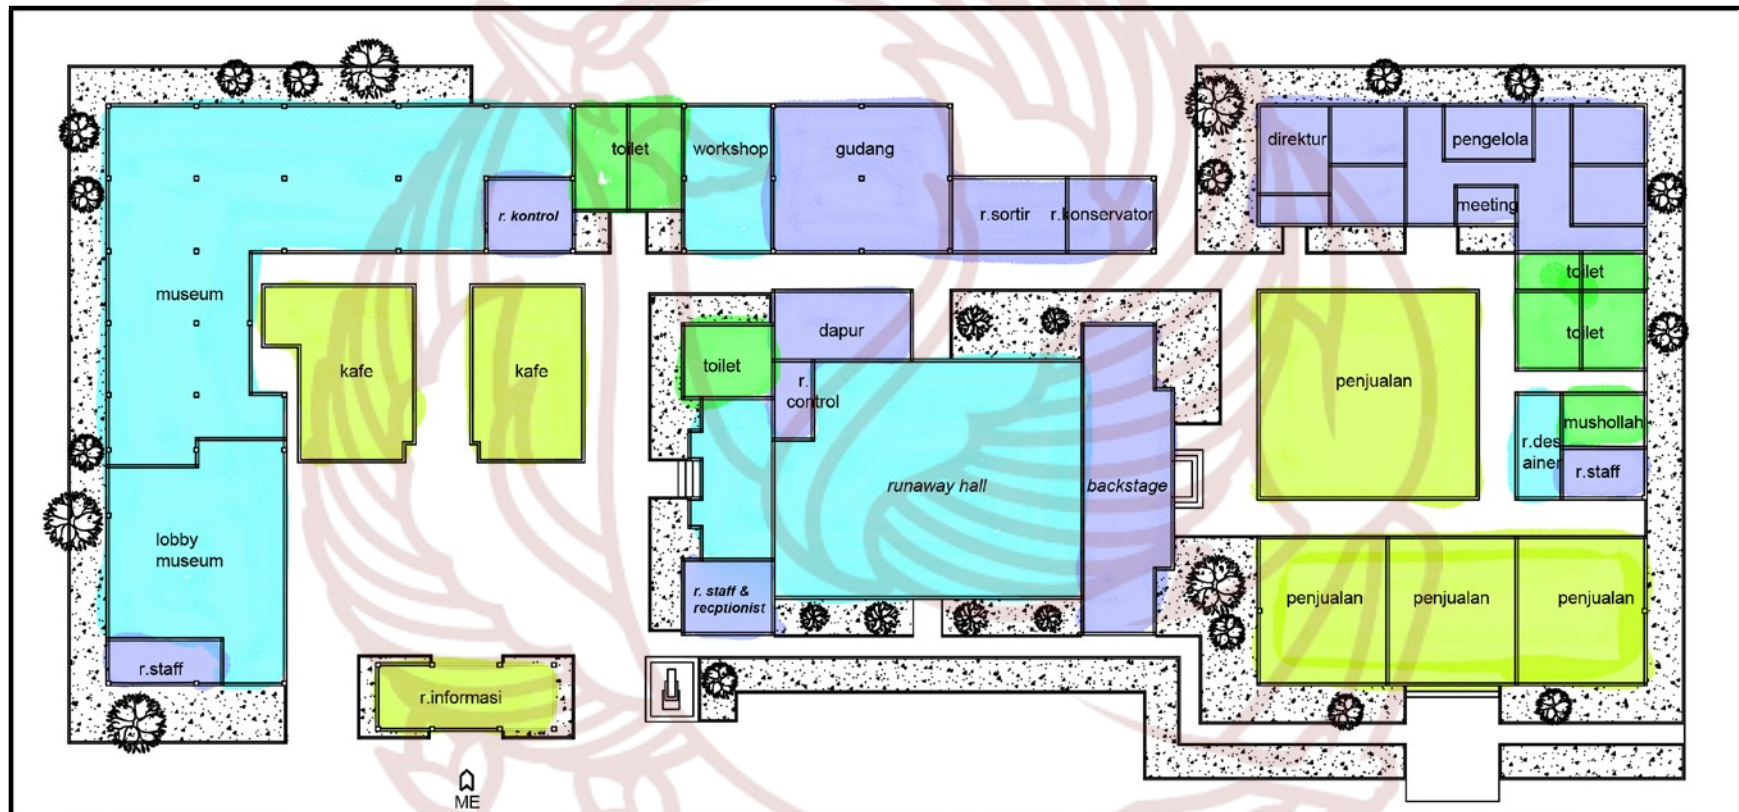 toilet
workshop
gudang
direktur
pengelola
r. kontrol
r.sortir
r.konservator
meeting
museum
toilet
dapur
toilet
toilet
kafe
kafe
r.
control
penjualan
mushollah
r.des
ainer
r.staff
runaway hall
backstage
lobby
museum
r. staff &
recptionist
penjualan
penjualan
penjualan
r.staff
r.informasi
ME